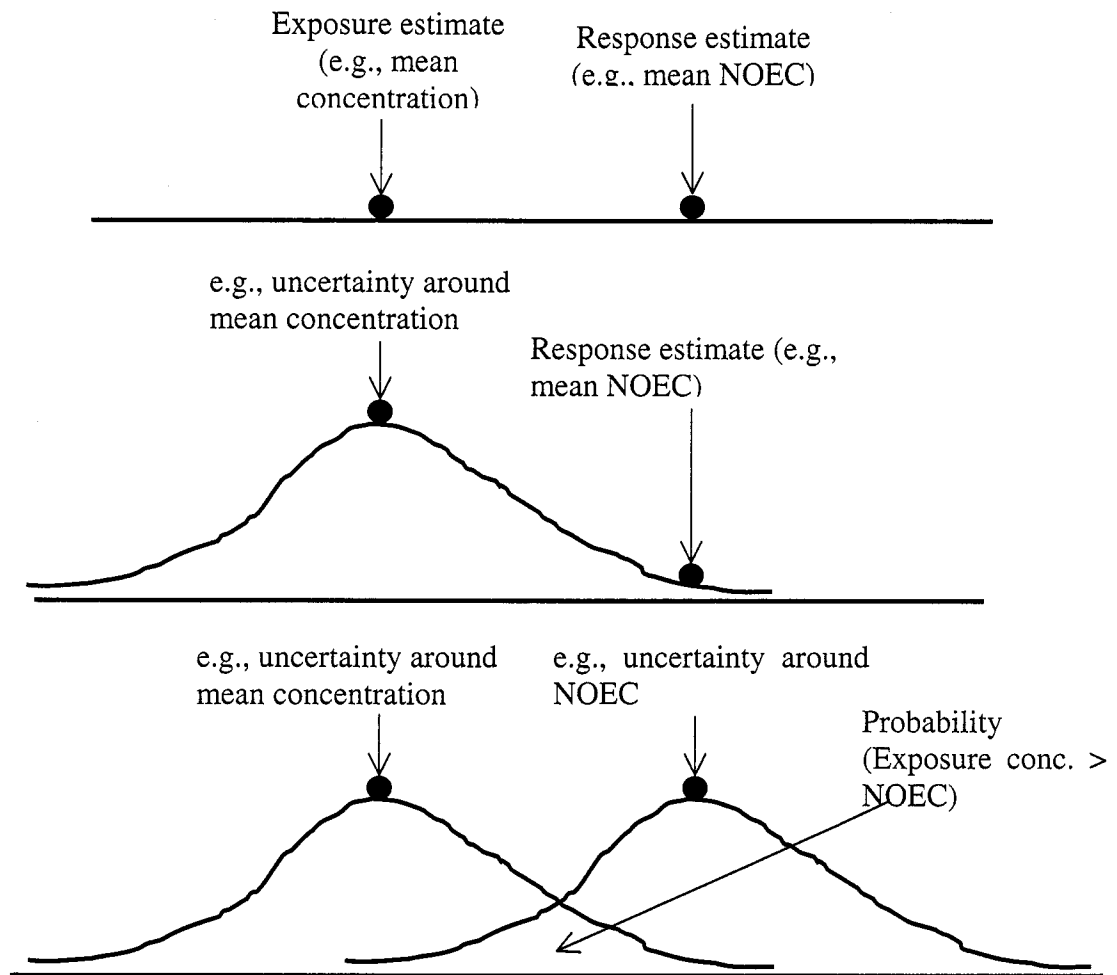 Exposure estimate
(e.g., mean
concentration)
Response estimate
(e.g., mean NOEC)
e.g., uncertainty around
mean concentration
Response estimate (e.g.,
mean NOEC)
e.g., uncertainty around
mean concentration
e.g., uncertainty around
NOEC
Probability
(Exposure conc. >
NOEC)